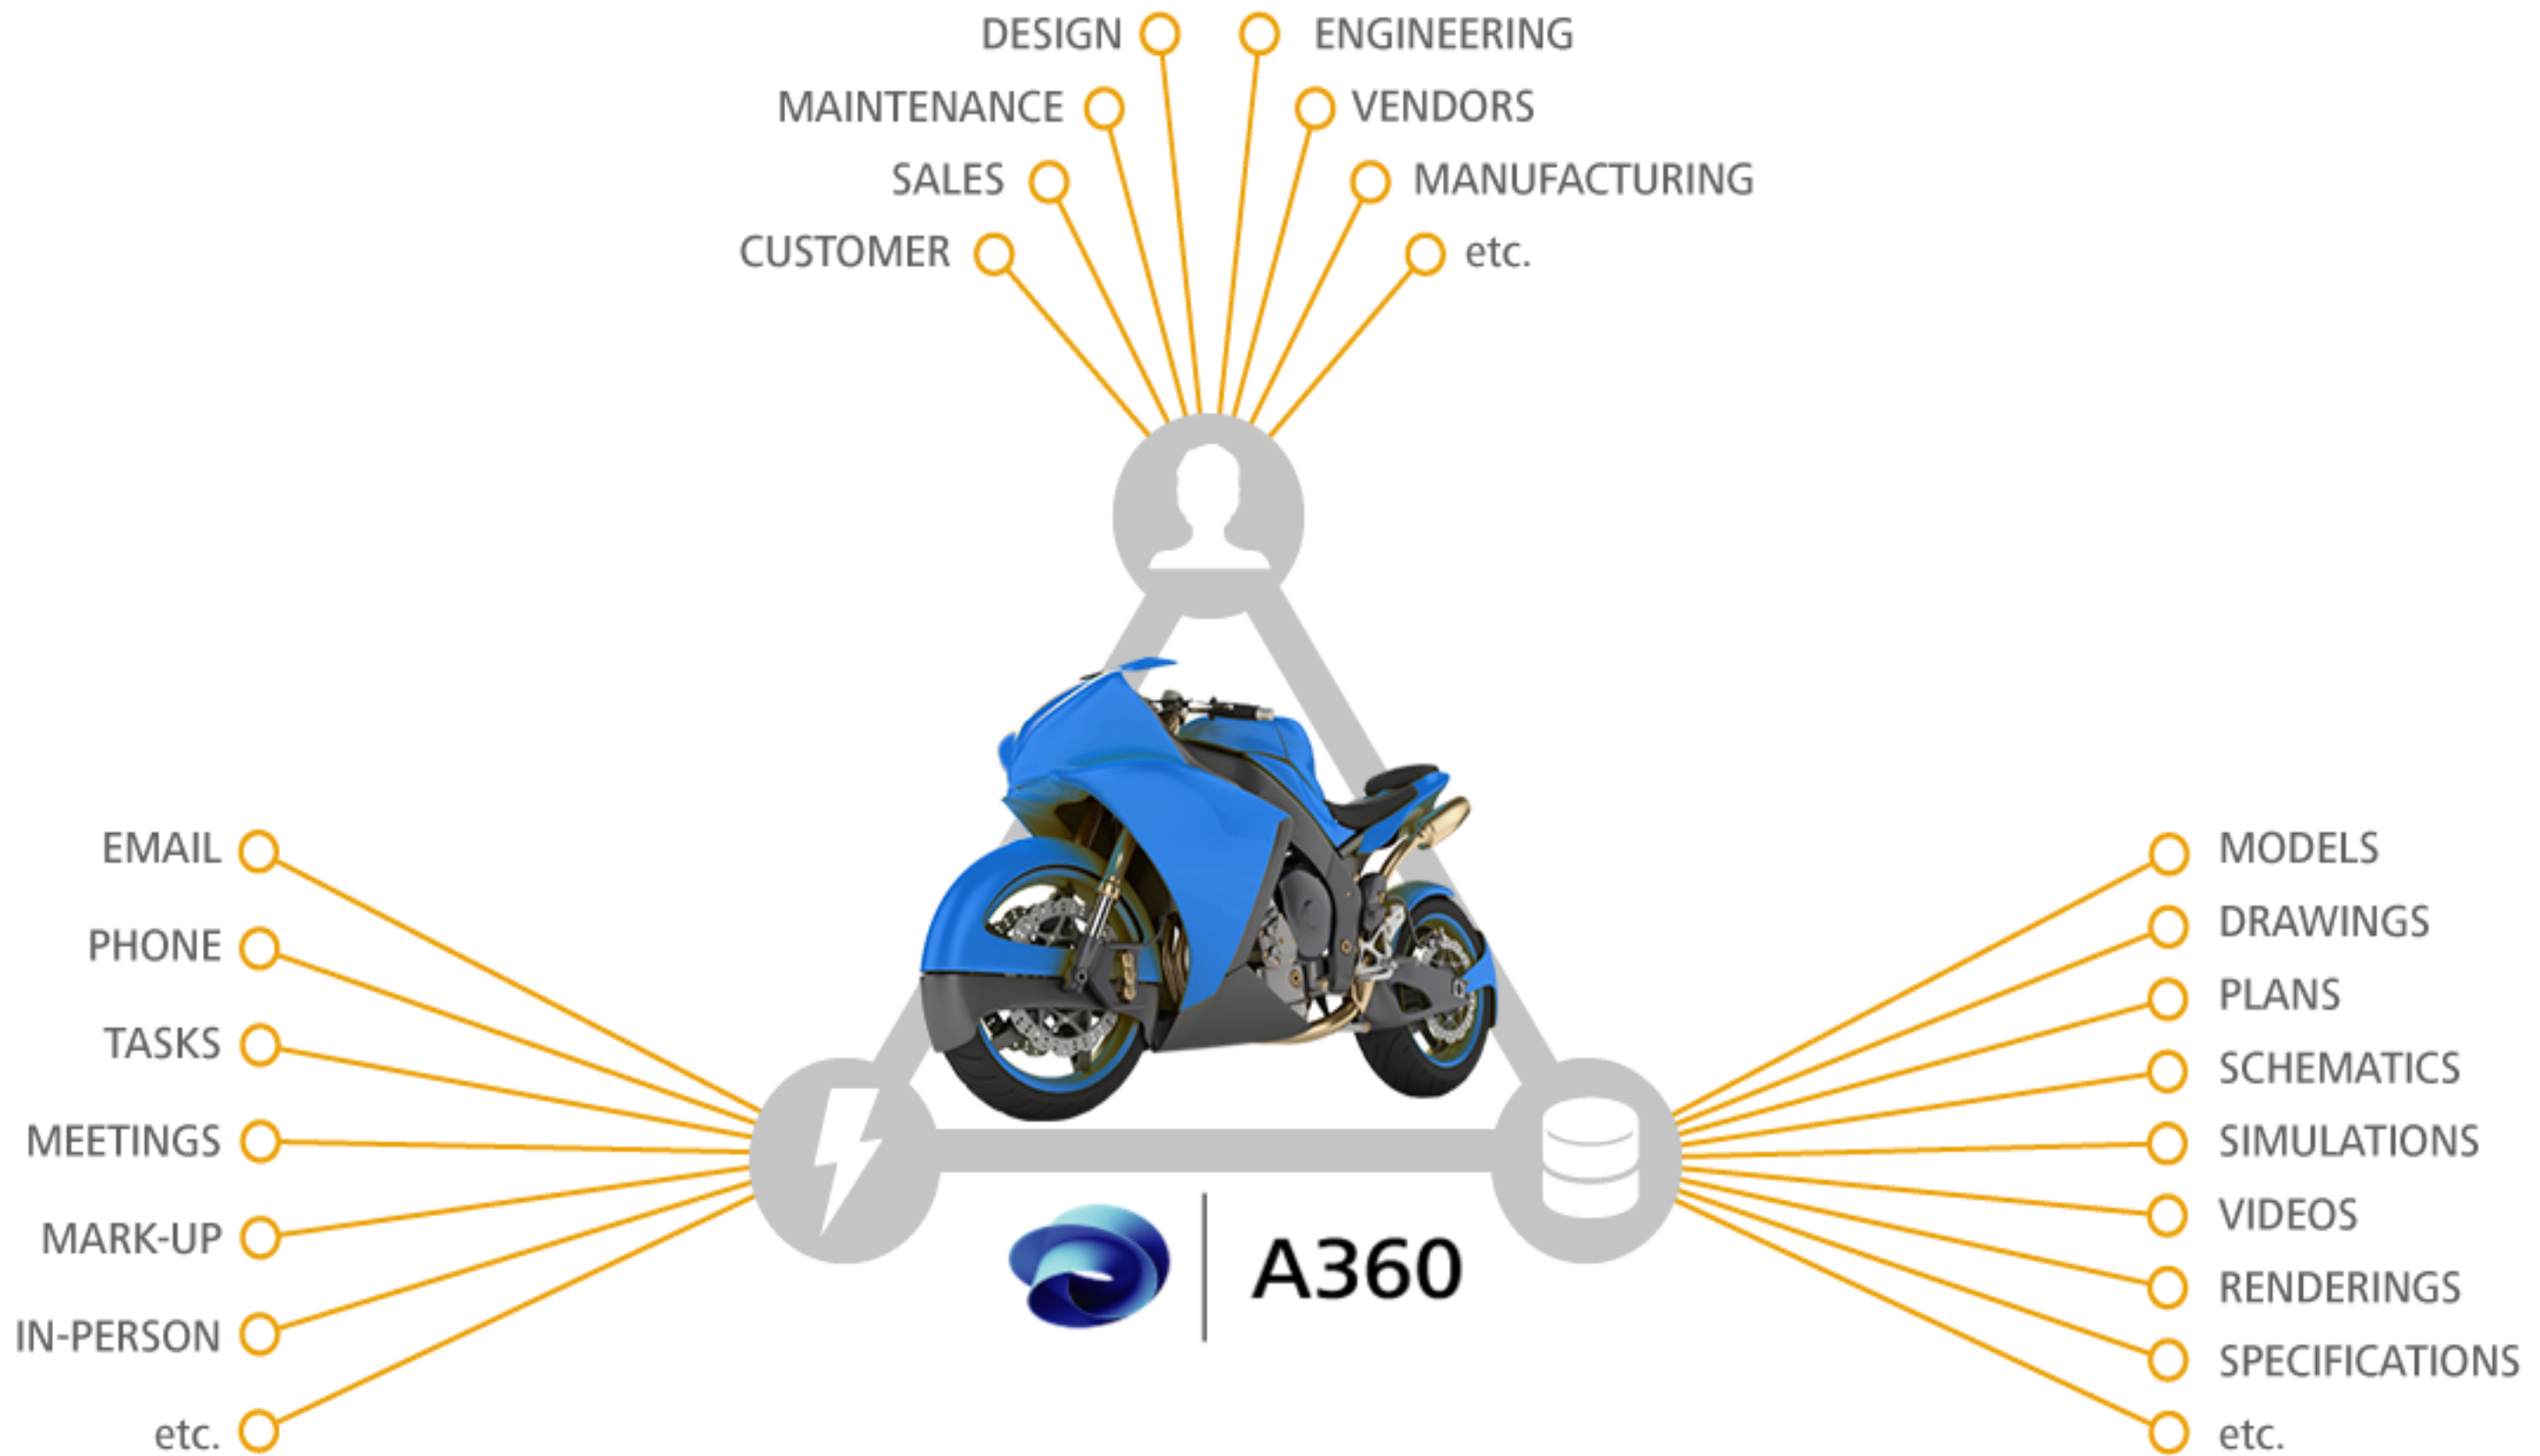 DESIGN
ENGINEERING
MAINTENANCE
VENDORS
SALES
MANUFACTURING
CUSTOMER
etc.
EMAIL
PHONE
TASKS
MEETINGS
MARK-UP
IN-PERSON
etc.
MODELS
DRAWINGS
PLANS
SCHEMATICS
SIMULATIONS
VIDEOS
RENDERINGS
SPECIFICATIONS
etc.
A360